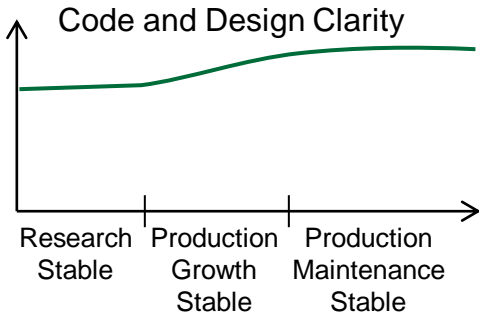 Code and Design Clarity
Research Stable
Production Growth Stable
Production Maintenance Stable